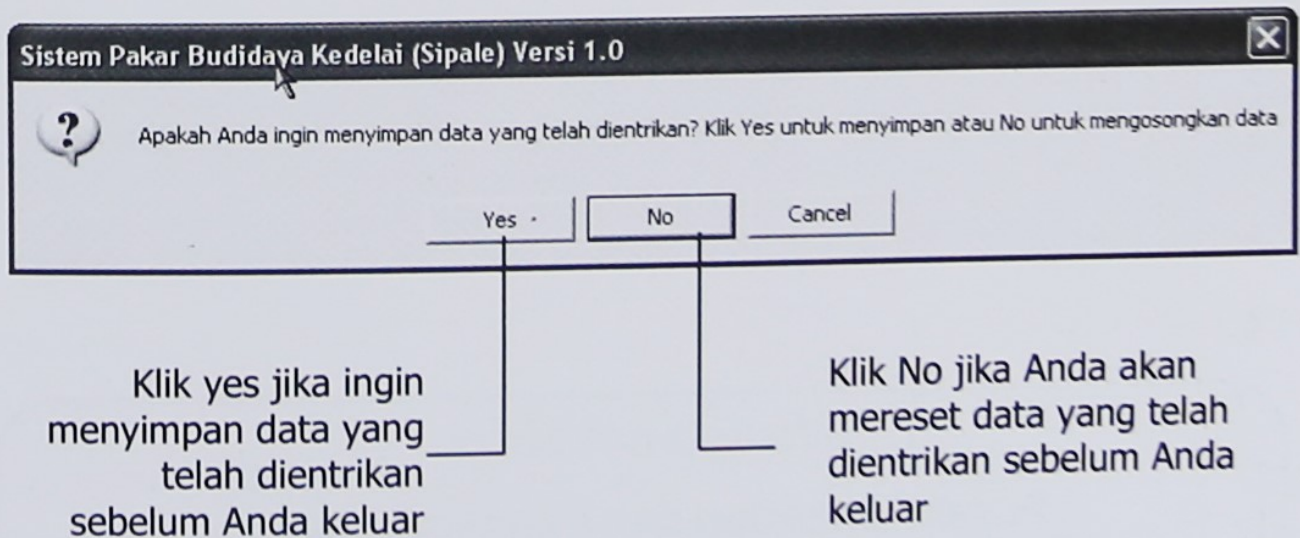 Sistem Pakar Budidaya Kedelai (Sipale) Versi 1.0
?
Apakah Anda ingin menyimpan data yang telah dientrikan? Klik Yes untuk menyimpan atau No untuk mengosongkan data
Yes No Cancel
Klik yes jika ingin
menyimpan data yang
telah dientrikan
sebelum Anda keluar
Klik No jika Anda akan
mereset data yang telah
dientrikan sebelum Anda
keluar